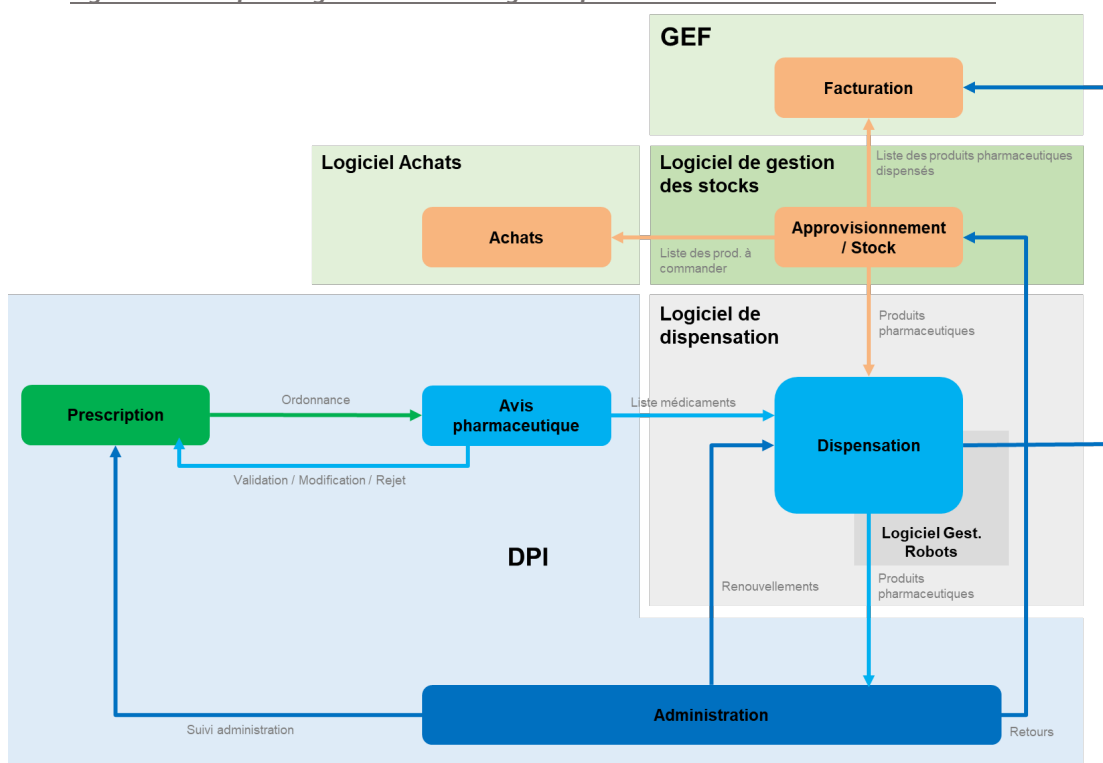 GEF
Facturation
Liste des produits pharmaceutiques
dispensés
Logiciel Achats
Logiciel de gestion
des stocks
Achats
Approvisionnement
/ Stock
Liste des prod. à
commander
Logiciel de
dispensation
Produits
pharmaceutiques
Prescription
Ordonnance
Avis
pharmaceutique
Liste médicaments
Dispensation
Validation / Modification / Rejet
Logiciel Gest.
Robots
DPI
Renouvellements
Produits
pharmaceutiques
Administration
Suivi administration
Retours